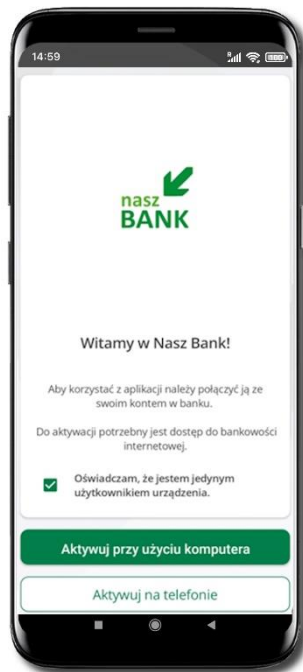 14:59
nasz
BANK
Witamy w Nasz Bank!
Aby korzystać z aplikacji należy połączyć ją ze
swoim kontem w banku.
Do aktywacji potrzebny jest dostęp do bankowości
internetowej.
Oświadczam, że jestem jedynym
użytkownikiem urządzenia.
Aktywuj przy użyciu komputera
Aktywuj na telefonie